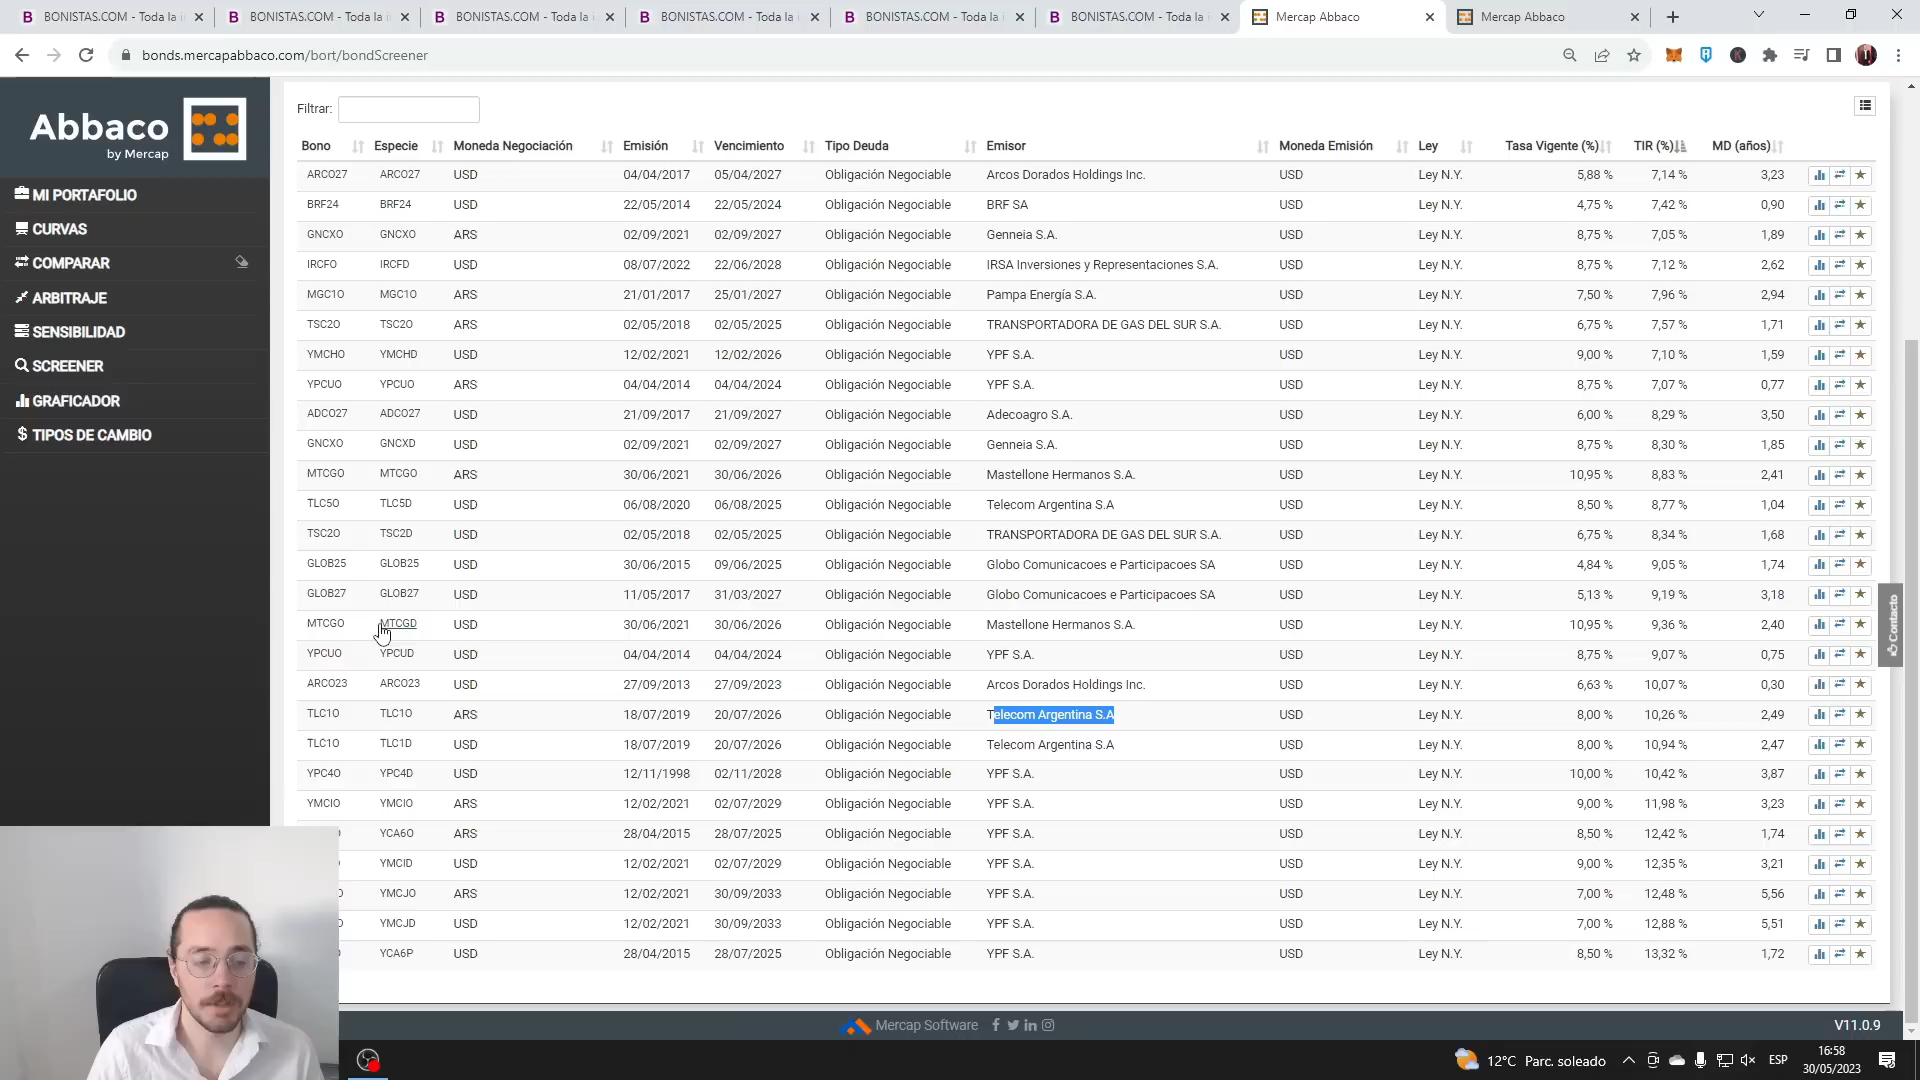 BONISTAS.COM - Toda la i
BONISTAS.COM - Toda la i
BONISTAS.COM - Toda la i
BONISTAS.COM - Toda la i
BONISTAS.COM - Toda la i
BONISTAS.COM - Toda la i
Mercap Abbaco
Mercap Abbaco
bonds.mercapabbaco.com/bort/bondScreener
Abbaco
by Mercap
MI PORTAFOLIO
CURVAS
COMPARAR
ARBITRAJE
SENSIBILIDAD
SCREENER
GRAFICADOR
$ TIPOS DE CAMBIO
Filtrar:
Bono Especie Moneda Negociación Emisión Vencimiento Tipo Deuda Emisor Moneda Emisión Ley Tasa Vigente (%) TIR (%) MD (años)
ARCO27 ARCO27 USD 04/04/2017 05/04/2027 Obligación Negociable Arcos Dorados Holdings Inc. USD Ley N.Y. 5,88 % 7,14 % 3,23
BRF24 BRF24 USD 22/05/2014 22/05/2024 Obligación Negociable BRF SA USD Ley N.Y. 4,75 % 7,42 % 0,90
GNCXO GNCXO ARS 02/09/2021 02/09/2027 Obligación Negociable Genneia S.A. USD Ley N.Y. 8,75 % 7,05 % 1,89
IRCFO IRCFD USD 08/07/2022 22/06/2028 Obligación Negociable IRSA Inversiones y Representaciones S.A. USD Ley N.Y. 8,75 % 7,12 % 2,62
MGC1O MGC1O ARS 21/01/2017 25/01/2027 Obligación Negociable Pampa Energía S.A. USD Ley N.Y. 7,50 % 7,96 % 2,94
TSC2O TSC2O ARS 02/05/2018 02/05/2025 Obligación Negociable TRANSPORTADORA DE GAS DEL SUR S.A. USD Ley N.Y. 6,75 % 7,57 % 1,71
YMCHO YMCHD USD 12/02/2021 12/02/2026 Obligación Negociable YPF S.A. USD Ley N.Y. 9,00 % 7,10 % 1,59
YPCUO YPCUO ARS 04/04/2014 04/04/2024 Obligación Negociable YPF S.A. USD Ley N.Y. 8,75 % 7,07 % 0,77
ADCO27 ADCO27 USD 21/09/2017 21/09/2027 Obligación Negociable Adecoagro S.A. USD Ley N.Y. 6,00 % 8,29 % 3,50
GNCXO GNCXD USD 02/09/2021 02/09/2027 Obligación Negociable Genneia S.A. USD Ley N.Y. 8,75 % 8,30 % 1,85
MTCGO MTCGO ARS 30/06/2021 30/06/2026 Obligación Negociable Mastellone Hermanos S.A. USD Ley N.Y. 10,95 % 8,83 % 2,41
TLC5O TLC5D USD 06/08/2020 06/08/2025 Obligación Negociable Telecom Argentina S.A USD Ley N.Y. 8,50 % 8,77 % 1,04
TSC2O TSC2D USD 02/05/2018 02/05/2025 Obligación Negociable TRANSPORTADORA DE GAS DEL SUR S.A. USD Ley N.Y. 6,75 % 8,34 % 1,68
GLOB25 GLOB25 USD 30/06/2015 09/06/2025 Obligación Negociable Globo Comunicacoes e Participacoes SA USD Ley N.Y. 4,84 % 9,05 % 1,74
GLOB27 GLOB27 USD 11/05/2017 31/03/2027 Obligación Negociable Globo Comunicacoes e Participacoes SA USD Ley N.Y. 5,13 % 9,19 % 3,18
MTCGO MTCGD USD 30/06/2021 30/06/2026 Obligación Negociable Mastellone Hermanos S.A. USD Ley N.Y. 10,95 % 9,36 % 2,40
YPCUO YPCUD USD 04/04/2014 04/04/2024 Obligación Negociable YPF S.A. USD Ley N.Y. 8,75 % 9,07 % 0,75
ARCO23 ARCO23 USD 27/09/2013 27/09/2023 Obligación Negociable Arcos Dorados Holdings Inc. USD Ley N.Y. 6,63 % 10,07 % 0,30
TLC1O TLC1O ARS 18/07/2019 20/07/2026 Obligación Negociable Telecom Argentina S.A USD Ley N.Y. 8,00 % 10,26 % 2,49
TLC1O TLC1D USD 18/07/2019 20/07/2026 Obligación Negociable Telecom Argentina S.A USD Ley N.Y. 8,00 % 10,94 % 2,47
YPC4O YPC4D USD 12/11/1998 02/11/2028 Obligación Negociable YPF S.A. USD Ley N.Y. 10,00 % 10,42 % 3,87
YMCIO YMCIO ARS 12/02/2021 02/07/2029 Obligación Negociable YPF S.A. USD Ley N.Y. 9,00 % 11,98 % 3,23
YCA6O ARS 28/04/2015 28/07/2025 Obligación Negociable YPF S.A. USD Ley N.Y. 8,50 % 12,42 % 1,74
YMCID USD 12/02/2021 02/07/2029 Obligación Negociable YPF S.A. USD Ley N.Y. 9,00 % 12,35 % 3,21
YMCJO ARS 12/02/2021 30/09/2033 Obligación Negociable YPF S.A. USD Ley N.Y. 7,00 % 12,48 % 5,56
YMCJD USD 12/02/2021 30/09/2033 Obligación Negociable YPF S.A. USD Ley N.Y. 7,00 % 12,88 % 5,51
YCA6P USD 28/04/2015 28/07/2025 Obligación Negociable YPF S.A. USD Ley N.Y. 8,50 % 13,32 % 1,72
Contacto
Mercap Software
V11.0.9
12°C Parc. soleado
ESP
16:58
30/05/2023